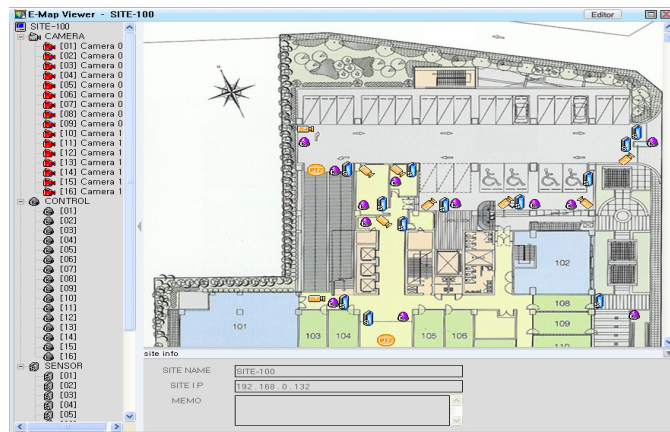 E-Map Viewer - SITE-100
Editor
SITE-100
CAMERA
[01] Camera 0
[02] Camera 0
[03] Camera 0
[04] Camera 0
[05] Camera 0
[06] Camera 0
[07] Camera 0
[08] Camera 0
[09] Camera 0
[10] Camera 1
[11] Camera 1
[12] Camera 1
[13] Camera 1
[14] Camera 1
[15] Camera 1
[16] Camera 1
CONTROL
[01]
[02]
[03]
[04]
[05]
[06]
[07]
[08]
[09]
[10]
[11]
[12]
[13]
[14]
[15]
[16]
SENSOR
[01]
[02]
[03]
[04]
[05]
PTZ
102
108
101
103
104
PTZ
105
106
109
110
site info
SITE NAME
SITE-100
SITE I P
192.168.0.132
MEMO